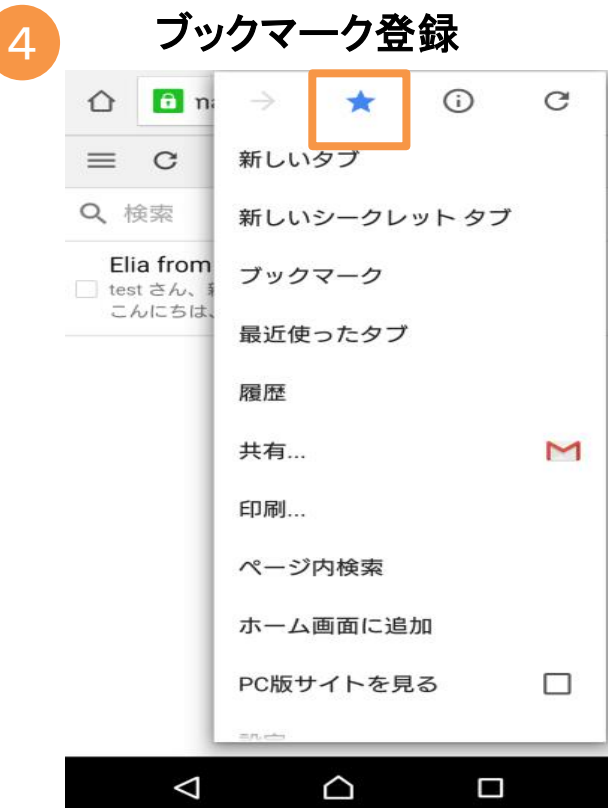 4
ブックマーク登録
na
新しいタブ
検索
新しいシークレット タブ
Elia from
test さん、
こんにちは、
ブックマーク
最近使ったタブ
履歴
共有...
印刷...
ページ内検索
ホーム画面に追加
PC版サイトを見る